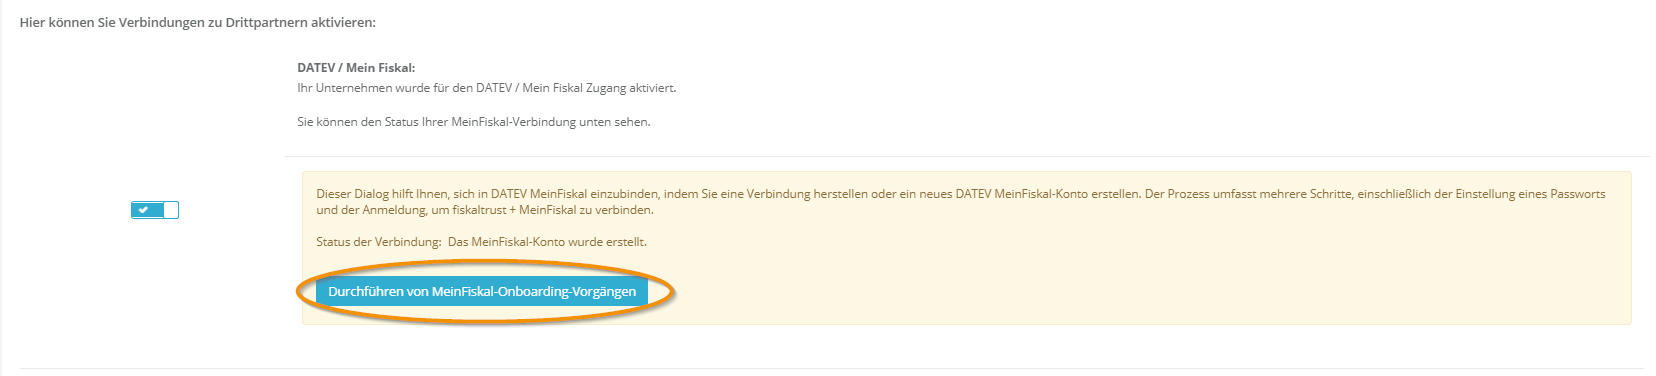 Hier können Sie Verbindungen zu Drittpartnern aktivieren:
DATEV / Mein Fiskal:
Ihr Unternehmen wurde für den DATEV / Mein Fiskal Zugang aktiviert.
Sie können den Status Ihrer MeinFiskal-Verbindung unten sehen.
Dieser Dialog hilft Ihnen, sich in DATEV MeinFiskal einzubinden, indem Sie eine Verbindung herstellen oder ein neues DATEV MeinFiskal-Konto erstellen. Der Prozess umfasst mehrere Schritte, einschließlich der Einstellung eines Passworts
und der Anmeldung, um fiskaltrust + MeinFiskal zu verbinden.
Status der Verbindung: Das MeinFiskal-Konto wurde erstellt.
Durchführen von MeinFiskal-Onboarding-Vorgängen